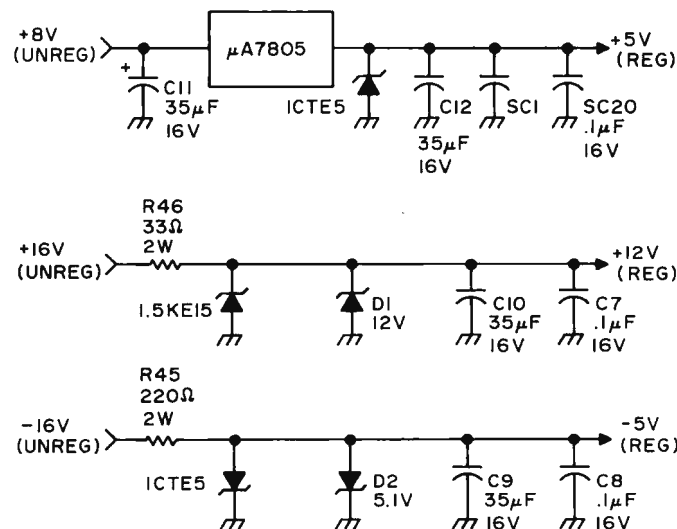 +8V
(UNREG)
+
C11
35µF
16V
µA7805
1CTE5
C12
35µF
16V
SC1
SC20
.1µF
16V
+5V
(REG)
R46
33Ω
2W
+16V
(UNREG)
1.5KE15
D1
12V
C10
35µF
16V
C7
.1µF
16V
+12V
(REG)
R45
220Ω
2W
-16V
(UNREG)
1CTE5
D2
5.1V
C9
35µF
16V
C8
.1µF
16V
-5V
(REG)